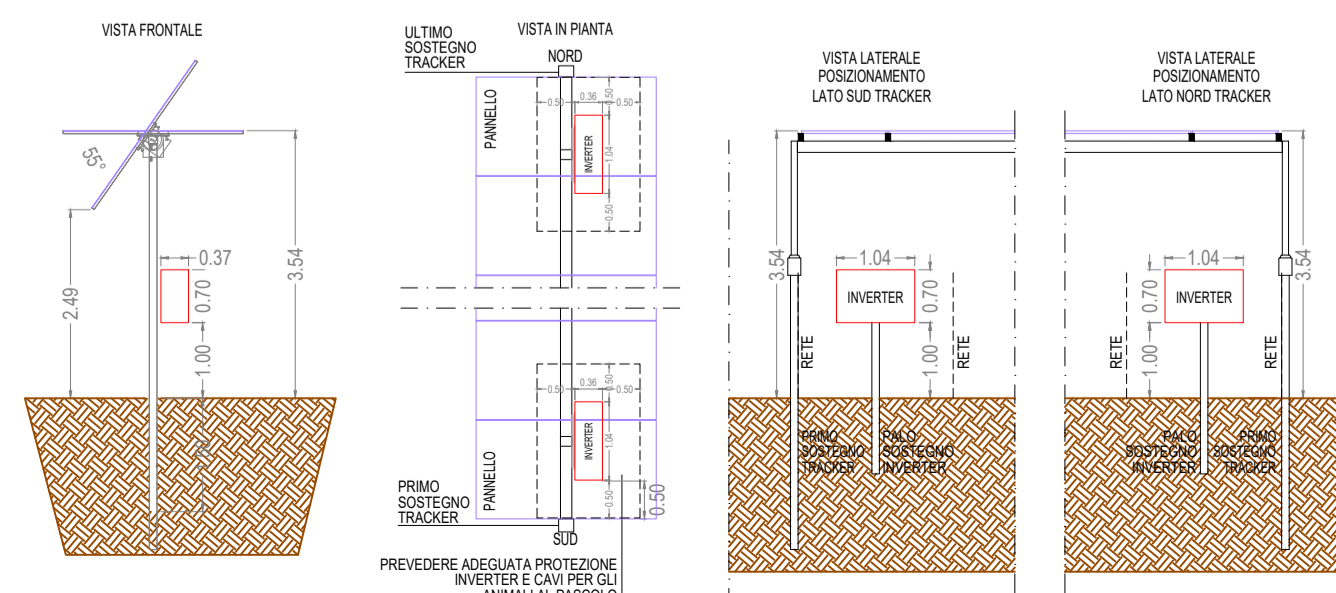 VISTA FRONTALE
55°
2.49
0.37
0.70
1.00
3.54
ULTIMO
SOSTEGNO
TRACKER
VISTA IN PIANTA
NORD
PANNELLO
0.50
0.36
0.50
0.50
INVERTER
1.04
0.50
0.50
0.36
0.50
0.50
INVERTER
1.04
0.50
0.50
PANNELLO
PRIMO
SOSTEGNO
TRACKER
SUD
PREVEDERE ADEGUATA PROTEZIONE
INVERTER E CAVI PER GLI
ANIMALI AL PASCOLO
VISTA LATERALE
POSIZIONAMENTO
LATO SUD TRACKER
3.54
1.04
INVERTER
0.70
1.00
RETE
RETE
PRIMO
SOSTEGNO
TRACKER
PALO
SOSTEGNO
INVERTER
VISTA LATERALE
POSIZIONAMENTO
LATO NORD TRACKER
1.04
INVERTER
0.70
1.00
3.54
RETE
RETE
PALO
SOSTEGNO
INVERTER
PRIMO
SOSTEGNO
TRACKER